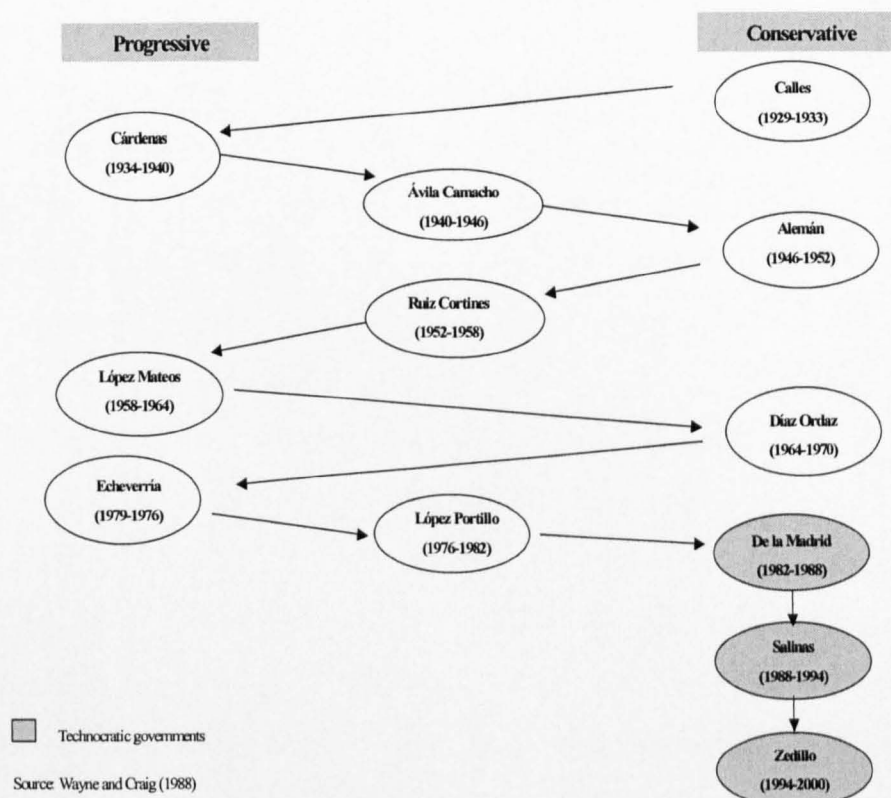 Progressive
Conservative
Calles
(1929-1933)
Cárdenas
(1934-1940)
Ávila Camacho
(1940-1946)
Alemán
(1946-1952)
Ruiz Cortines
(1952-1958)
López Mateos
(1958-1964)
Díaz Ordaz
(1964-1970)
Echeverría
(1979-1976)
López Portillo
(1976-1982)
De la Madrid
(1982-1988)
Salinas
(1988-1994)
Technocratic governments
Zedillo
(1994-2000)
Source: Wayne and Craig (1988)